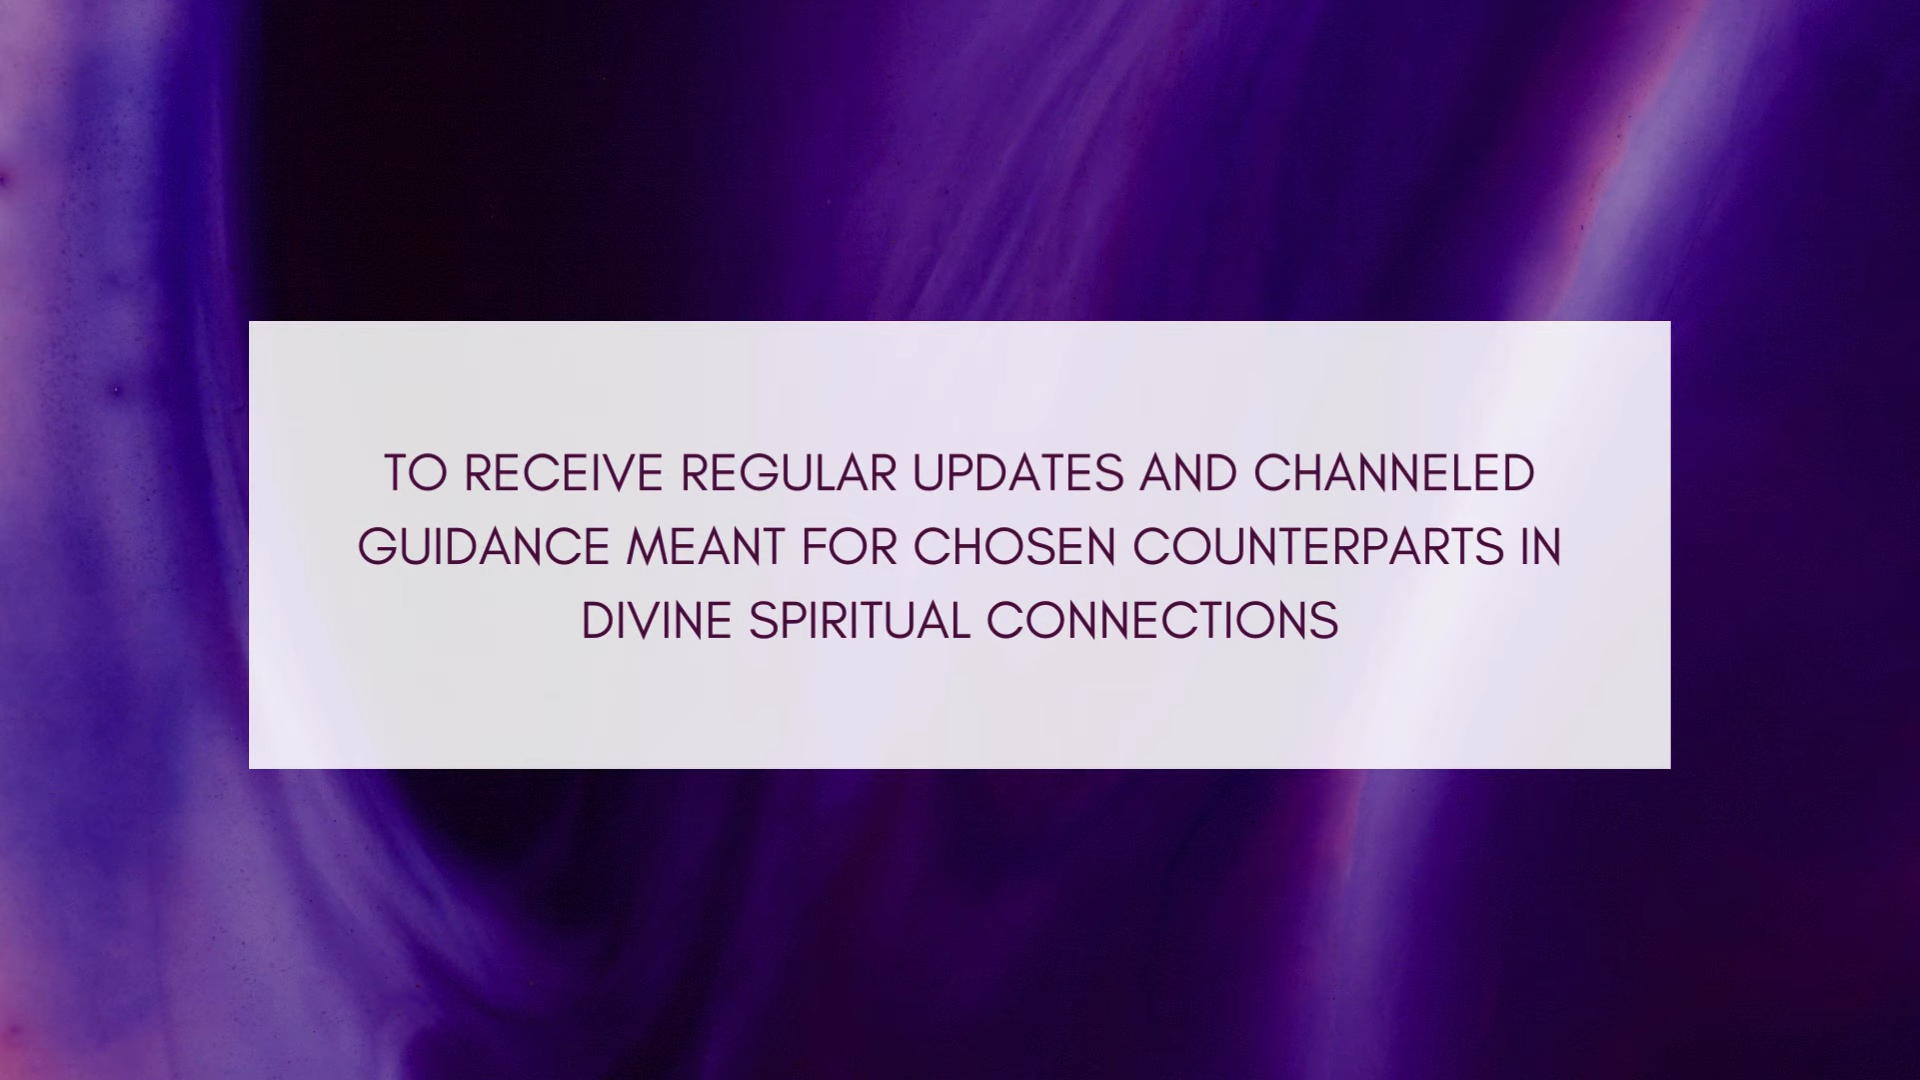 TO RECEIVE REGULAR UPDATES AND CHANNELED
GUIDANCE MEANT FOR CHOSEN COUNTERPARTS IN
DIVINE SPIRITUAL CONNECTIONS